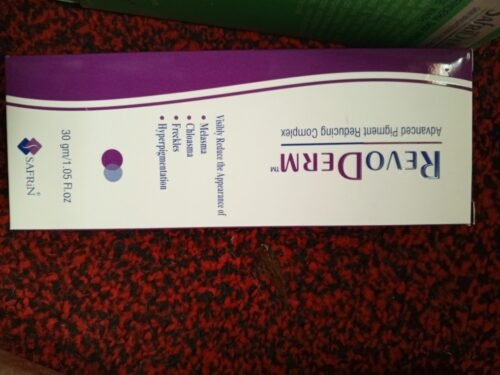 REVODERM™
Advanced Pigment Reducing Complex
Visibly Reduce the Appearance of
• Melasma
• Chloasma
• Freckles
• Hyperpigmentation
30 gm/1.05 Fl.oz
SAFRiN®